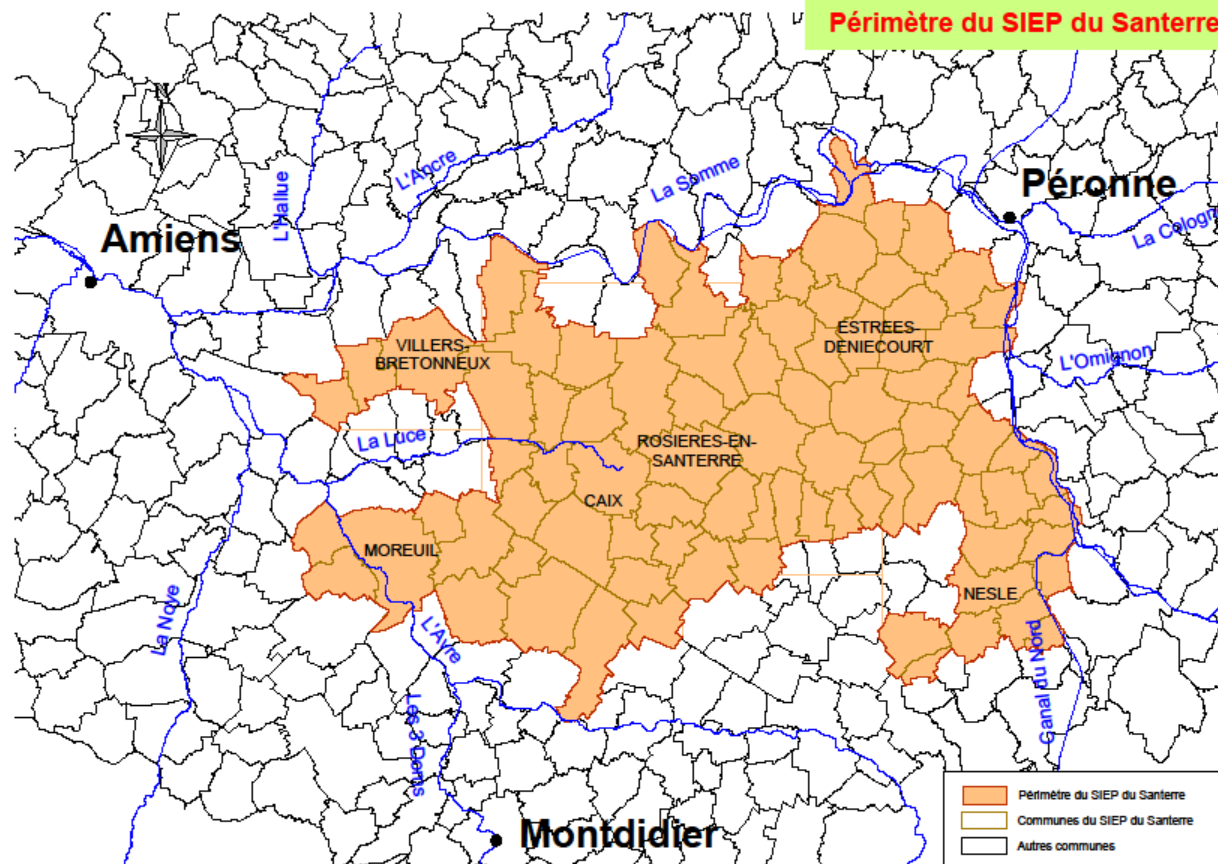 Périmètre du SIEP du Santerre
N
L'Hallue
L'Ancre
La Somme
Péronne
La Cologn
Amiens
VILLERS-
BRETONNEUX
ESTREES-
DENIECOURT
L'Omignon
La Luce
ROSIERES-EN-
SANTERRE
CAIX
MOREUIL
NESLE
La Noye
L'Avre
Les 3 Doms
Canal du Nord
Montdidier
Périmètre du SIEP du Santerre
Communes du SIEP du Santerre
Autres communes